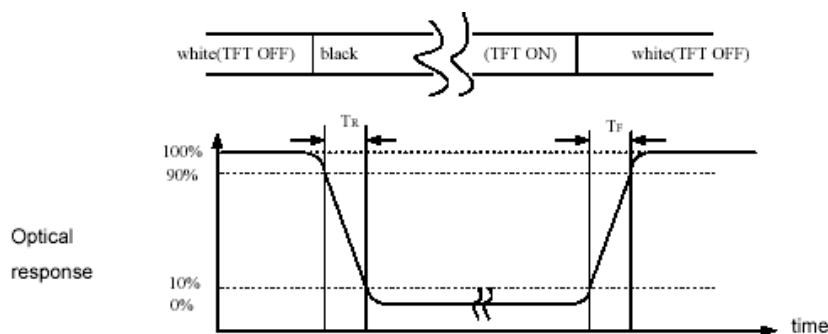 white(TFT OFF) black (TFT ON) white(TFT OFF)
TR TF
100%
90%
Optical
response
10%
0%
time